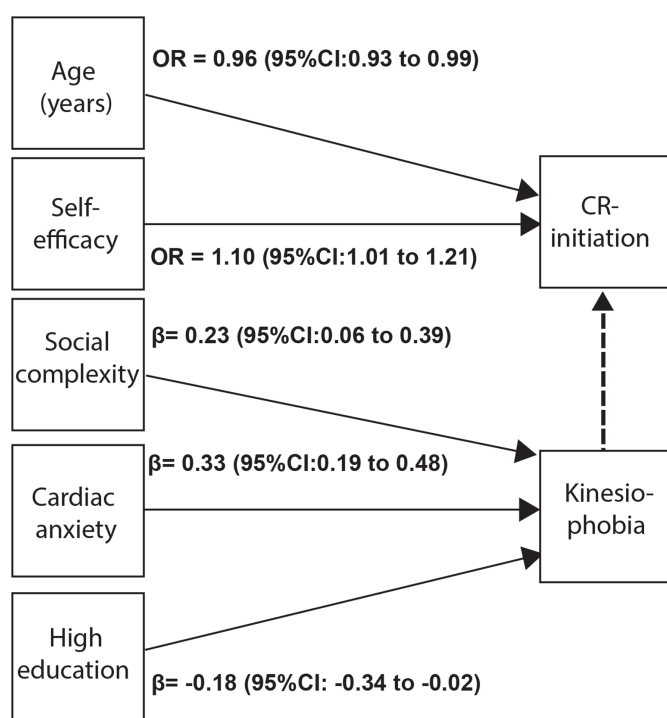 Age
(years)
OR = 0.96 (95%CI:0.93 to 0.99)
Self-
efficacy
OR = 1.10 (95%CI:1.01 to 1.21)
CR-
initiation
Social
complexity
β= 0.23 (95%CI:0.06 to 0.39)
Cardiac
anxiety
β= 0.33 (95%CI:0.19 to 0.48)
Kinesio-
phobia
High
education
β= -0.18 (95%CI: -0.34 to -0.02)